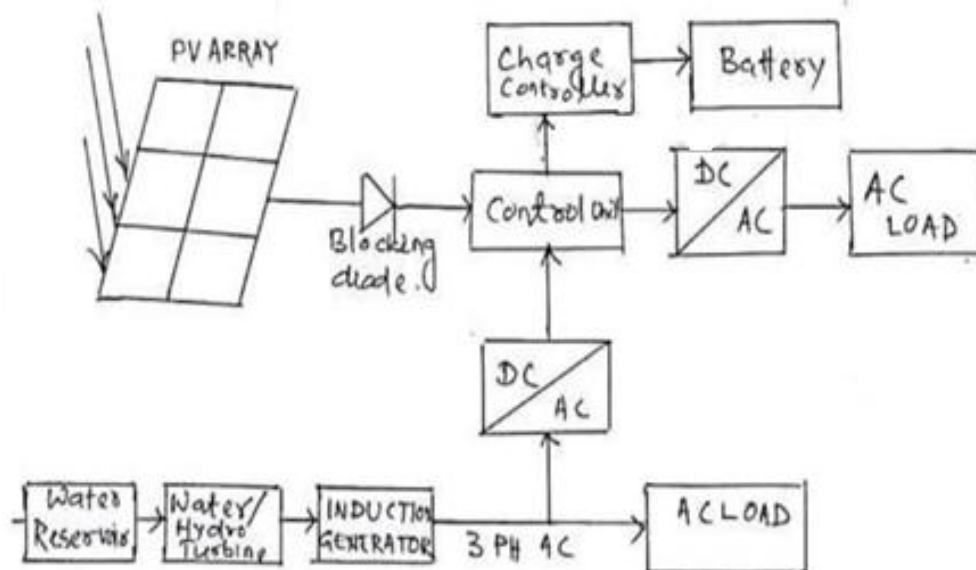 PV ARRAY
Charge
Controller
Battery
Control Unit
DC
AC
AC
LOAD
Blocking
diade.
DC
AC
Water
Reservoir
Water/
Hydro
Turbine
INDUCTION
GENERATOR
3 PH AC
AC LOAD